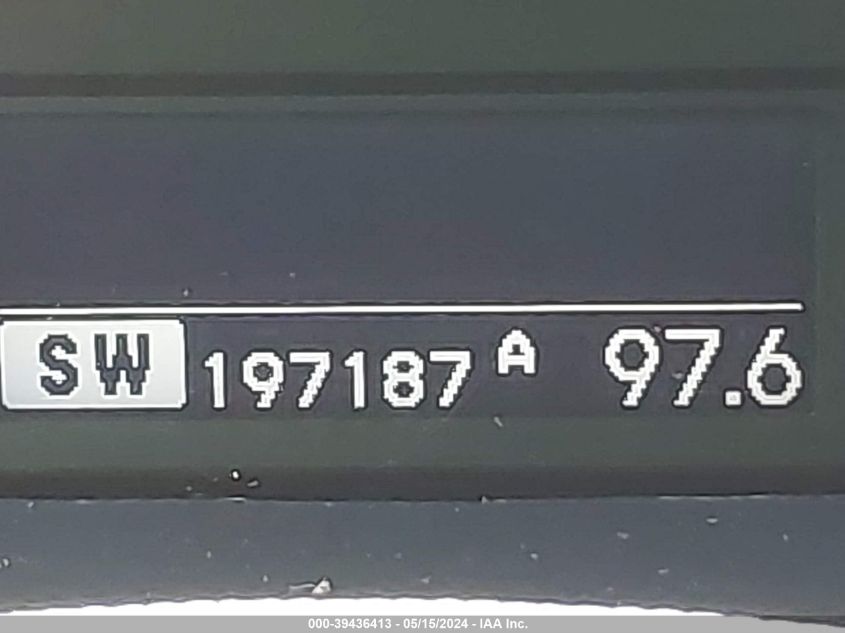 SW 197187 A 97.6
000-39436413 - 05/15/2024 - IAA Inc.